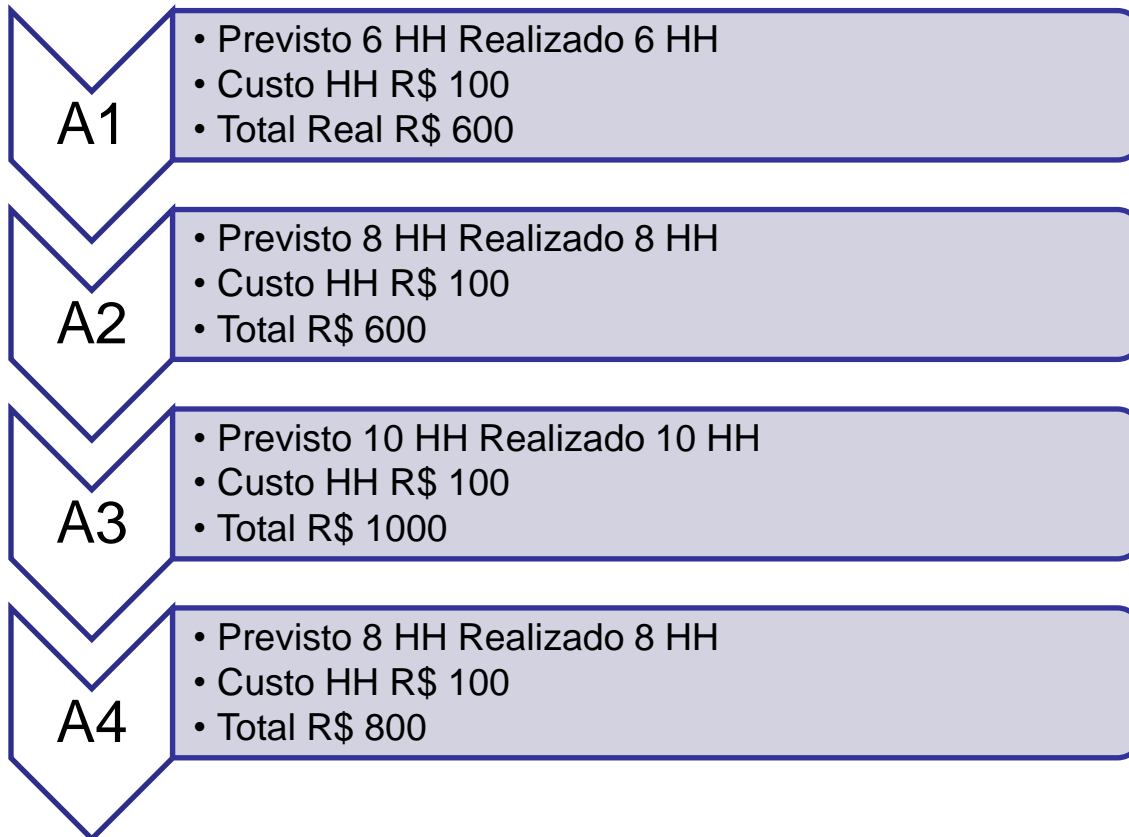 A1
• Previsto 6 HH Realizado 6 HH
• Custo HH R$ 100
• Total Real R$ 600
A2
• Previsto 8 HH Realizado 8 HH
• Custo HH R$ 100
• Total R$ 600
A3
• Previsto 10 HH Realizado 10 HH
• Custo HH R$ 100
• Total R$ 1000
A4
• Previsto 8 HH Realizado 8 HH
• Custo HH R$ 100
• Total R$ 800